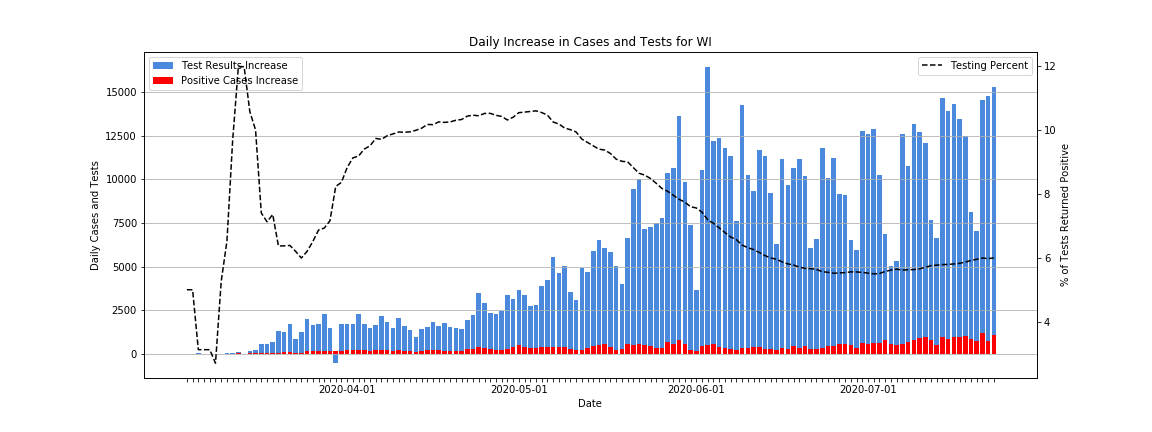 Daily Increase in Cases and Tests for WI
Test Results Increase
Positive Cases Increase
Testing Percent
15000
12500
10000
7500
5000
2500
0
Daily Cases and Tests
12
10
8
6
4
% of Tests Returned Positive
2020-04-01
2020-05-01
2020-06-01
2020-07-01
Date